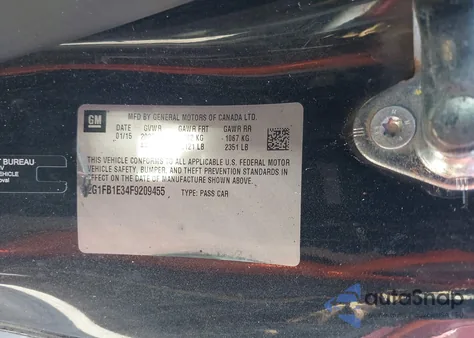 GM
MFD BY GENERAL MOTORS OF CANADA LTD.
DATE GVWR GAWR FRT GAWR RR
01/15 KG 1067 KG
LB 2351 LB
THIS VEHICLE CONFORMS TO ALL APPLICABLE U.S. FEDERAL MOTOR
VEHICLE SAFETY, BUMPER, AND THEFT PREVENTION STANDARDS IN
EFFECT ON THE DATE OF MANUFACTURE SHOWN ABOVE.
G1FB1E34F9209455 TYPE: PASS CAR
BUREAU
autoSnap